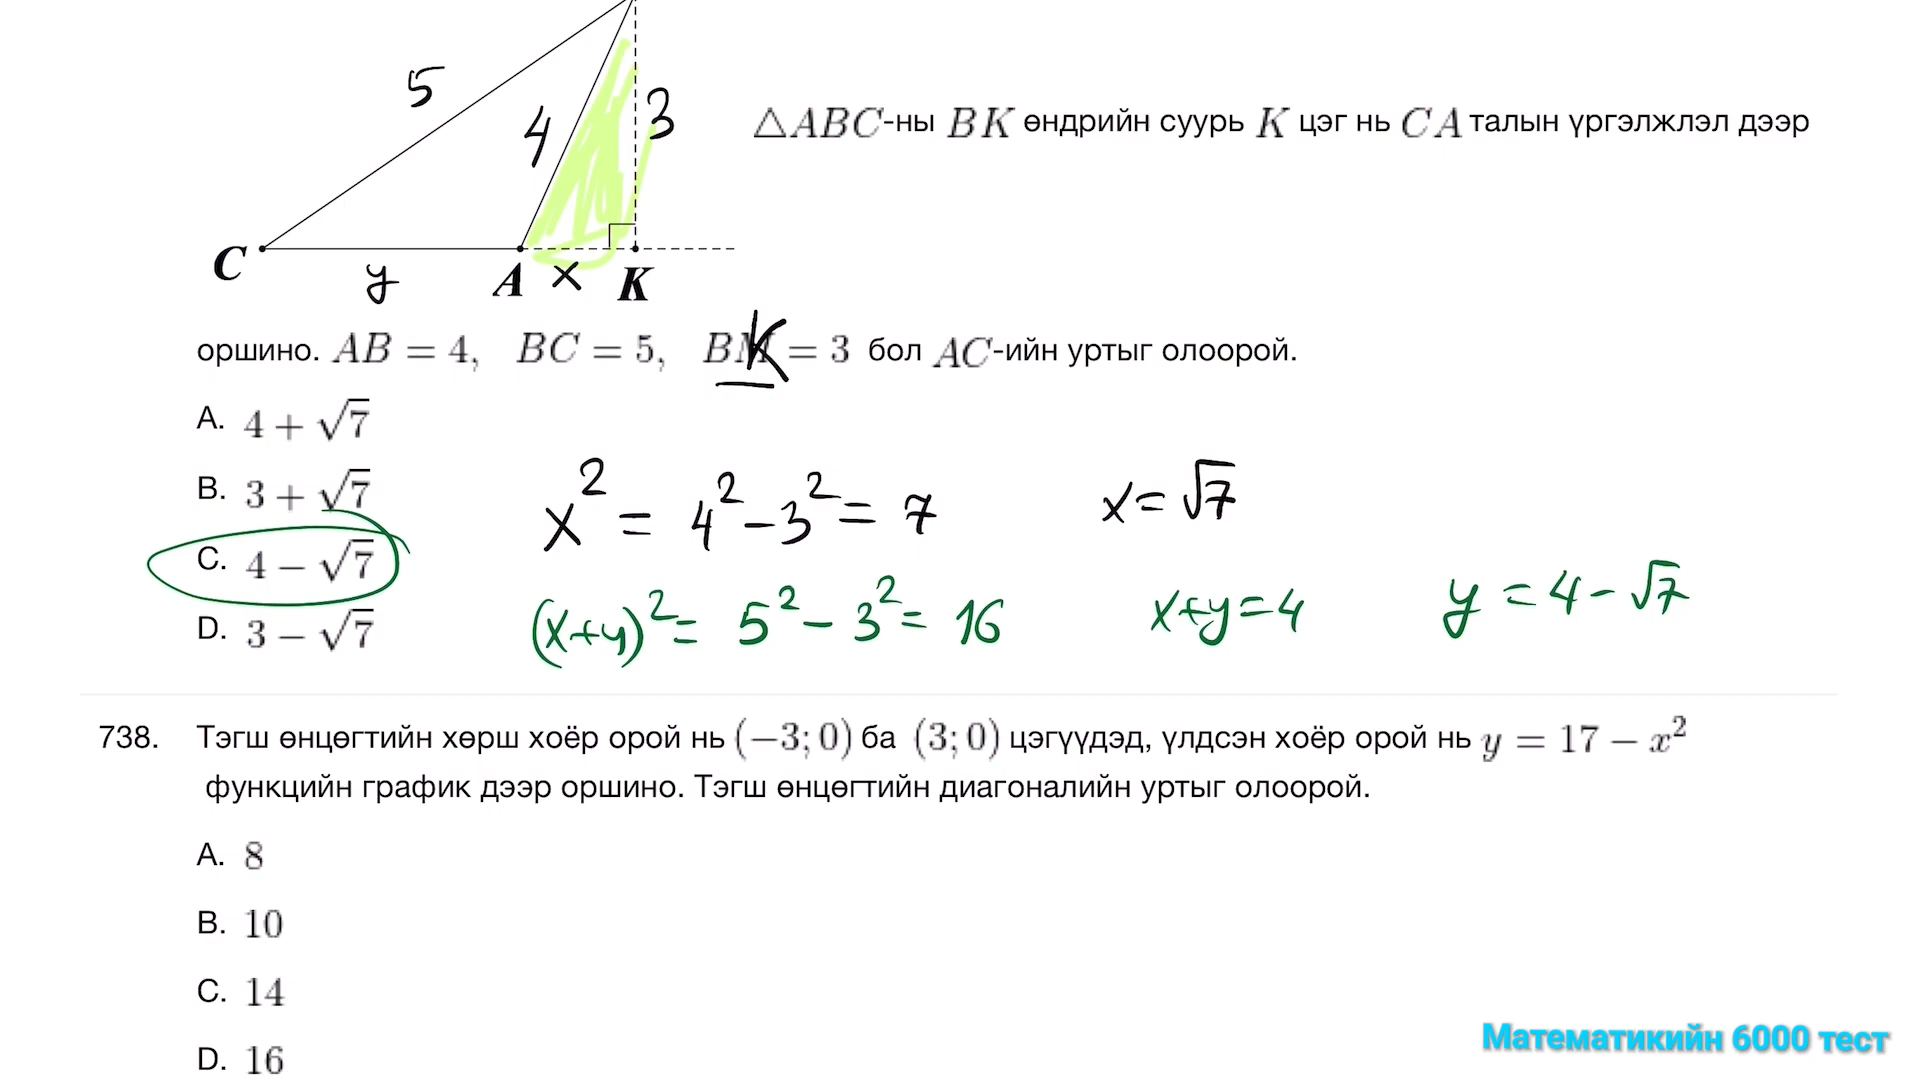 5
4
3
△ABC-ны BK өндрийн суурь K цэг нь CA талын үргэлжлэл дээр
C
y
A
x
K
оршино. AB = 4, BC = 5, BK = 3 бол AC-ийн уртыг олоорой.
A. 4 + √7
B. 3 + √7
x² = 4² - 3² = 7
x = √7
C. 4 − √7
(x+y)² = 5² - 3² = 16
x+y=4
y = 4 - √7
D. 3 − √7
738. Тэгш өнцөгтийн хөрш хоёр орой нь (−3; 0) ба (3; 0) цэгүүдэд, үлдсэн хоёр орой нь y = 17 − x²
функцийн график дээр оршино. Тэгш өнцөгтийн диагоналийн уртыг олоорой.
A. 8
B. 10
C. 14
D. 16
Математикийн 6000 тест